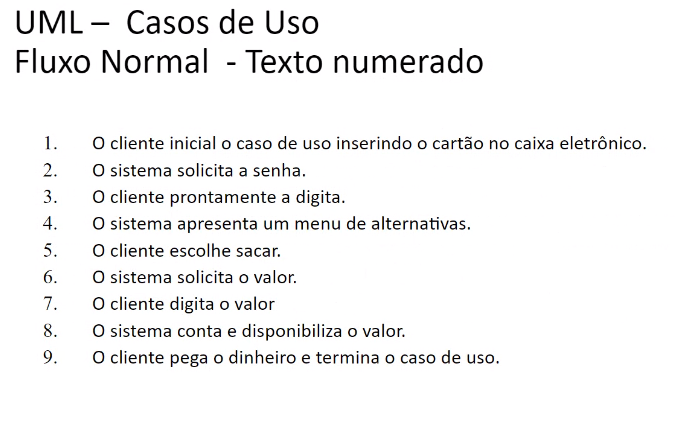 UML – Casos de Uso
Fluxo Normal - Texto numerado
1. O cliente inicial o caso de uso inserindo o cartão no caixa eletrônico.
2. O sistema solicita a senha.
3. O cliente prontamente a digita.
4. O sistema apresenta um menu de alternativas.
5. O cliente escolhe sacar.
6. O sistema solicita o valor.
7. O cliente digita o valor
8. O sistema conta e disponibiliza o valor.
9. O cliente pega o dinheiro e termina o caso de uso.